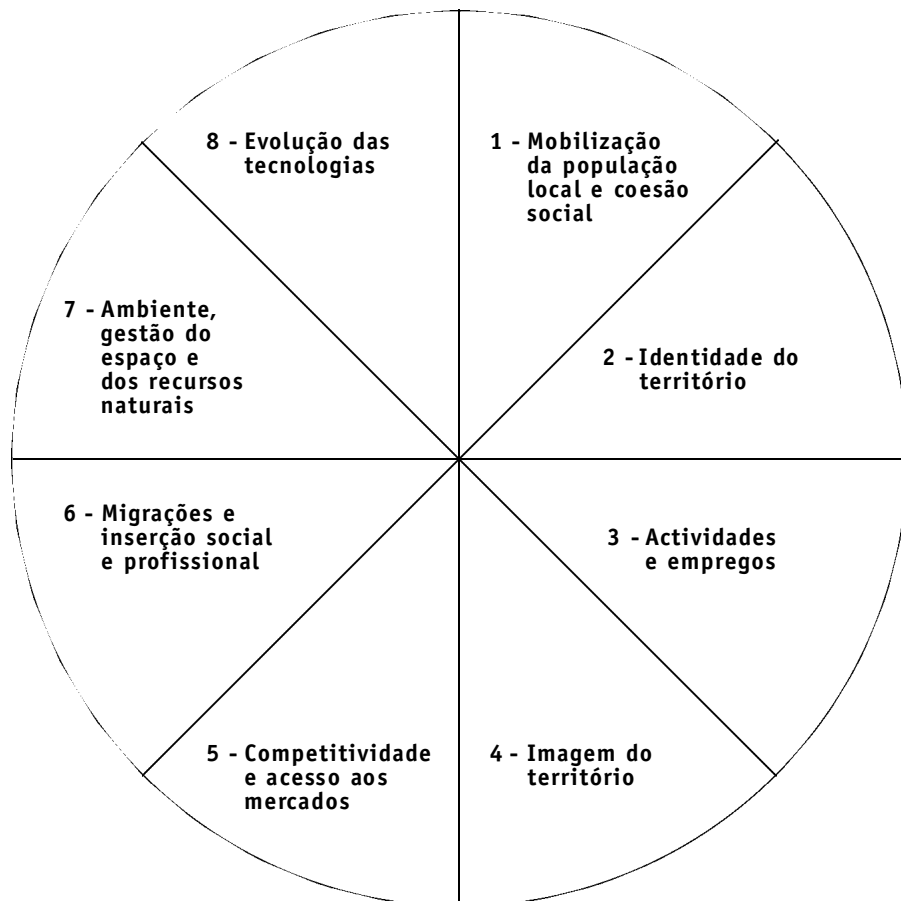 1 - Mobilização
da população
local e coesão
social
2 - Identidade do
território
3 - Actividades
e empregos
4 - Imagem do
território
5 - Competitividade
e acesso aos
mercados
6 - Migrações e
inserção social
e profissional
7 - Ambiente,
gestão do
espaço e
dos recursos
naturais
8 - Evolução das
tecnologias